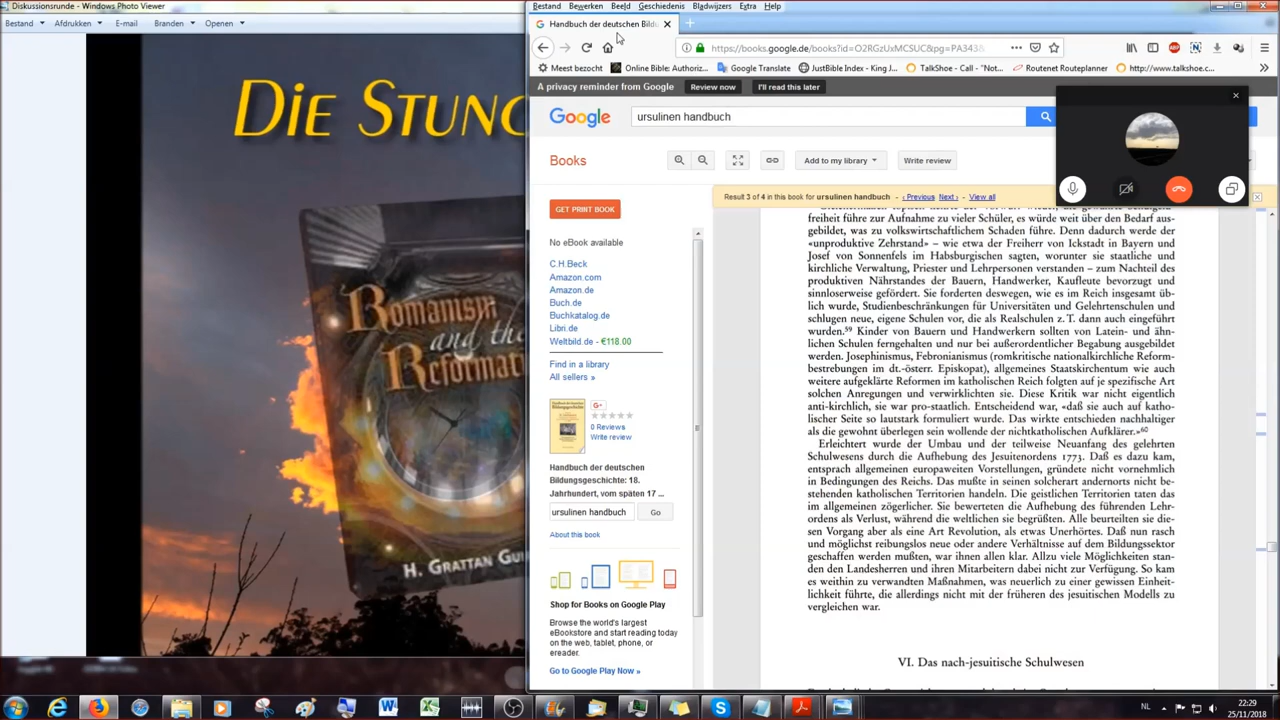 Diskussionsrunde - Windows Photo Viewer
Bestand Afdrukken E-mail Branden Openen
DIE STUN
Romanism
and the
Reformat
H. GRATTAN GUI
Bestand Bewerken Beeld Geschiedenis Bladwijzers Extra Help
Handbuch der deutschen Bild
https://books.google.de/books?id=O2RGzUxMCSUC&pg=PA343
Meest bezocht Online Bible: Authoriz... Google Translate JustBible Index - King J... TalkShoe - Call - "Not... Routenet Routeplanner http://www.talkshoe.c...
A privacy reminder from Google Review now I'll read this later
Google ursulinen handbuch
Books Add to my library Write review
Result 3 of 4 in this book for ursulinen handbuch - ‹ Previous Next › - View all
GET PRINT BOOK
No eBook available
C.H.Beck
Amazon.com
Amazon.de
Buch.de
Buchkatalog.de
Libri.de
Weltbild.de - €118.00
Find in a library
All sellers »
G+
0 Reviews
Write review
Handbuch der deutschen
Bildungsgeschichte: 18.
Jahrhundert, vom späten 17 ...
ursulinen handbuch Go
About this book
Shop for Books on Google Play
Browse the world's largest
eBookstore and start reading today
on the web, tablet, phone, or
ereader.
Go to Google Play Now »
freiheit führe zur Aufnahme zu vieler Schüler, es würde weit über den Bedarf aus-
gebildet, was zu volkswirtschaftlichem Schaden führe. Denn dadurch werde der
«unproduktive Zehrstand» – wie etwa der Freiherr von Ickstadt in Bayern und
Josef von Sonnenfels im Habsburgischen sagten, worunter sie staatliche und
kirchliche Verwaltung, Priester und Lehrpersonen verstanden – zum Nachteil des
produktiven Nährstandes der Bauern, Handwerker, Kaufleute bevorzugt und
sinnloserweise gefördert. Sie forderten deswegen, wie es im Reich insgesamt üb-
lich wurde, Studienbeschränkungen für Universitäten und Gelehrtenschulen und
schlugen neue, eigene Schulen vor, die als Realschulen z. T. dann auch eingeführt
wurden.59 Kinder von Bauern und Handwerkern sollten von Latein- und ähn-
lichen Schulen ferngehalten und nur bei außerordentlicher Begabung ausgebildet
werden. Josephinismus, Febronianismus (romkritische nationalkirchliche Reform-
bestrebungen im dt.-österr. Episkopat), allgemeines Staatskirchentum wie auch
weitere aufgeklärte Reformen im katholischen Reich folgten auf je spezifische Art
solchen Anregungen und verwirklichten sie. Diese Kritik war nicht eigentlich
anti-kirchlich, sie war pro-staatlich. Entscheidend war, «daß sie auch auf katho-
lischer Seite so lautstark formuliert wurde. Das wirkte entschieden nachhaltiger
als die gewohnt überlegen sein wollende der nichtkatholischen Aufklärer.»60
Erleichtert wurde der Umbau und der teilweise Neuanfang des gelehrten
Schulwesens durch die Aufhebung des Jesuitenordens 1773. Daß es dazu kam,
entsprach allgemeinen europaweiten Vorstellungen, gründete nicht vornehmlich
in Bedingungen des Reichs. Das mußte in seinen solcherart andernorts nicht be-
stehenden katholischen Territorien handeln. Die geistlichen Territorien taten das
im allgemeinen zögerlicher. Sie bewerteten die Aufhebung des führenden Lehr-
ordens als Verlust, während die weltlichen sie begrüßten. Alle beurteilten sie die-
sen Vorgang aber als eine Art Revolution, als etwas Unerhörtes. Daß nun rasch
und möglichst reibungslos neue oder andere Verhältnisse auf dem Bildungssektor
geschaffen werden mußten, war ihnen allen klar. Allzu viele Möglichkeiten stan-
den den Landesherren und ihren Mitarbeitern dabei nicht zur Verfügung. So kam
es weithin zu verwandten Maßnahmen, was neuerlich zu einer gewissen Einheit-
lichkeit führte, die allerdings nicht mit der früheren des jesuitischen Modells zu
vergleichen war.
VI. Das nach-jesuitische Schulwesen
NL 22:29
25/11/2018